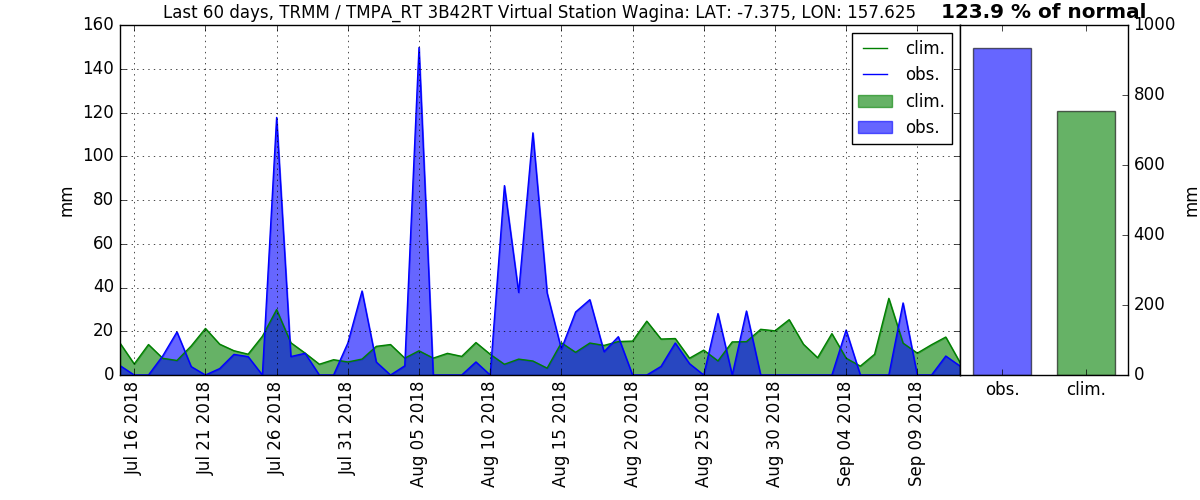 Last 60 days, TRMM / TMPA_RT 3B42RT Virtual Station Wagina: LAT: -7.375, LON: 157.625
123.9 % of normal
160
140
120
100
80
60
40
20
0
mm
clim.
obs.
clim.
obs.
Jul 16 2018
Jul 21 2018
Jul 26 2018
Jul 31 2018
Aug 05 2018
Aug 10 2018
Aug 15 2018
Aug 20 2018
Aug 25 2018
Aug 30 2018
Sep 04 2018
Sep 09 2018
1000
800
600
400
200
0
mm
obs.
clim.